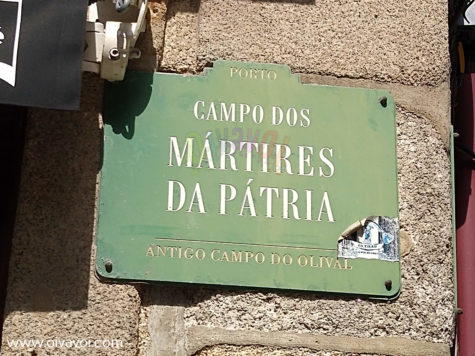 PORTO
CAMPO DOS
MÁRTIRES
DA PÁTRIA
ANTIGO CAMPO DO OLIVAL
www.olvavor.com